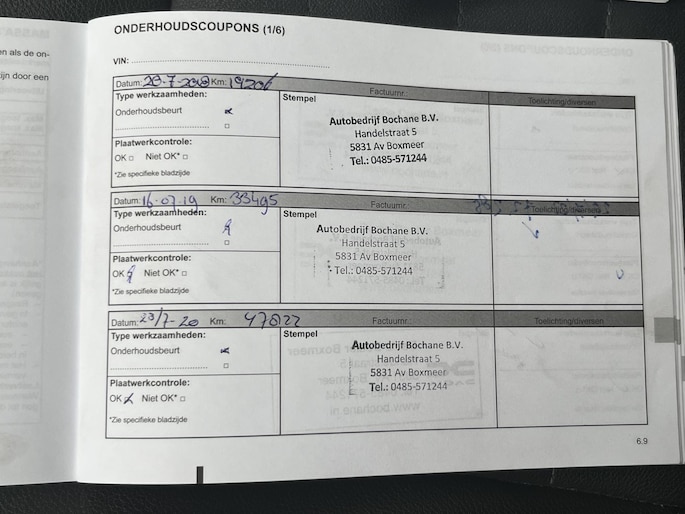 en als de on-
ijn door een
ONDERHOUDSCOUPONS (1/6)
VIN:
Datum: 20-7-2018 Km: 19206 Factuurnr.: Toelichting/diversen
Type werkzaamheden:
Onderhoudsbeurt
Plaatwerkcontrole:
OK □ Niet OK* □
*Zie specifieke bladzijde
Stempel
Autobedrijf Bochane B.V.
Handelstraat 5
5831 Av Boxmeer
Tel.: 0485-571244
Datum: 16-07-19 Km: 33495 Factuurnr.: Toelichting/diversen
Type werkzaamheden:
Onderhoudsbeurt
Plaatwerkcontrole:
OK Niet OK* □
*Zie specifieke bladzijde
Stempel
Autobedrijf Bochane B.V.
Handelstraat 5
5831 Av Boxmeer
Tel.: 0485-571244
Datum: 23/7-20 Km: 47822 Factuurnr.: Toelichting/diversen
Type werkzaamheden:
Onderhoudsbeurt
Plaatwerkcontrole:
OK Niet OK* □
*Zie specifieke bladzijde
Stempel
Autobedrijf Bochane B.V.
Handelstraat 5
5831 Av Boxmeer
Tel.: 0485-571244
6.9